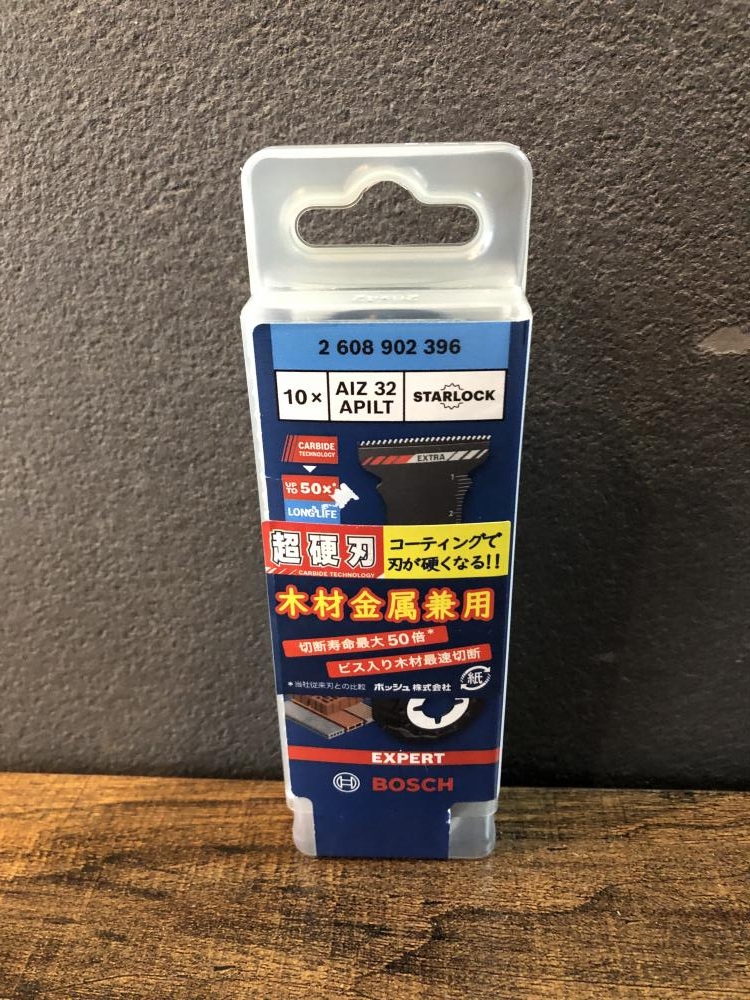 2 608 902 396
10× AIZ 32 APILT STARLOCK
CARBIDE TECHNOLOGY
EXTRA
1
UP TO 50×*
LONG LIFE
2
超硬刃
CARBIDE TECHNOLOGY
コーティングで
刃が硬くなる!!
木材金属兼用
切断寿命最大50倍*
ビス入り木材最速切断
*当社従来刃との比較 ボッシュ株式会社 紙
EXPERT
BOSCH